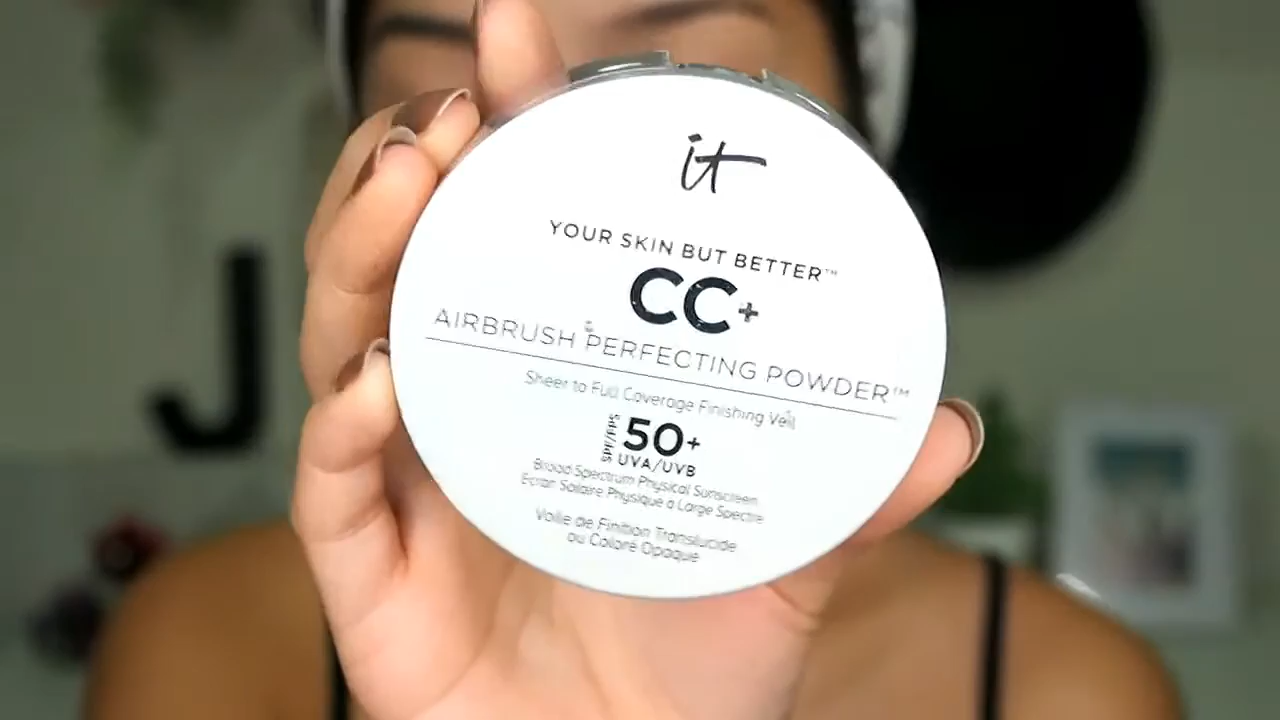 it
YOUR SKIN BUT BETTER™
CC+
AIRBRUSH PERFECTING POWDER™
Sheer to Full Coverage Finishing Veil
SPF/FPS
50+
UVA/UVB
Broad Spectrum Physical Sunscreen
Écran Solaire Physique à Large Spectre
Voile de Finition Translucide
ou Coloré Opaque
J